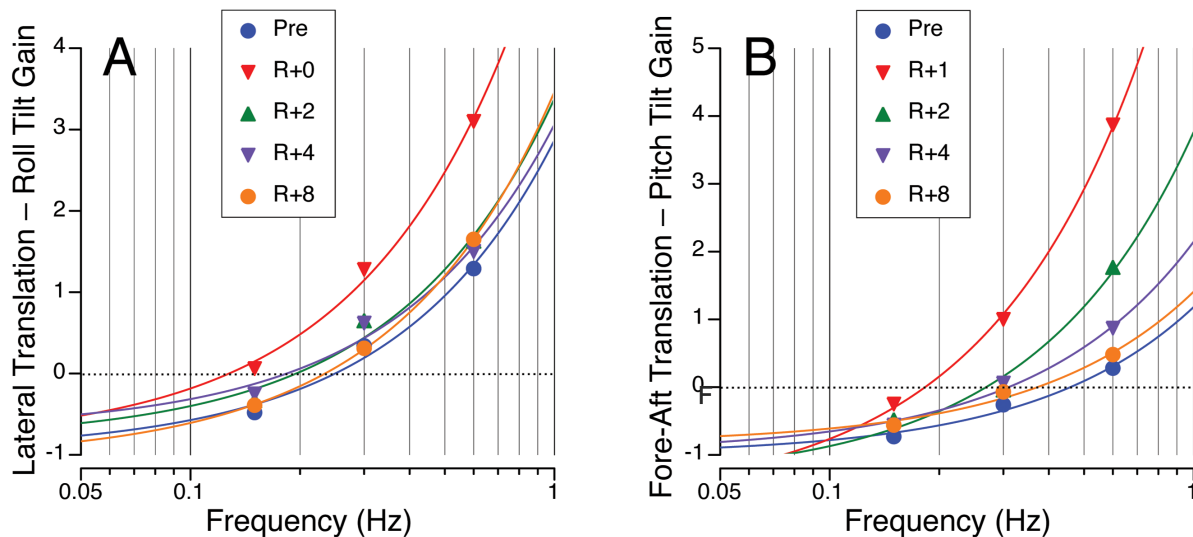 A
Pre
R+0
R+2
R+4
R+8
Lateral Translation – Roll Tilt Gain
4
3
2
1
0
-1
0.05
0.1
1
Frequency (Hz)
B
Pre
R+1
R+2
R+4
R+8
Fore-Aft Translation – Pitch Tilt Gain
5
4
3
2
1
0
F
-1
0.05
0.1
1
Frequency (Hz)